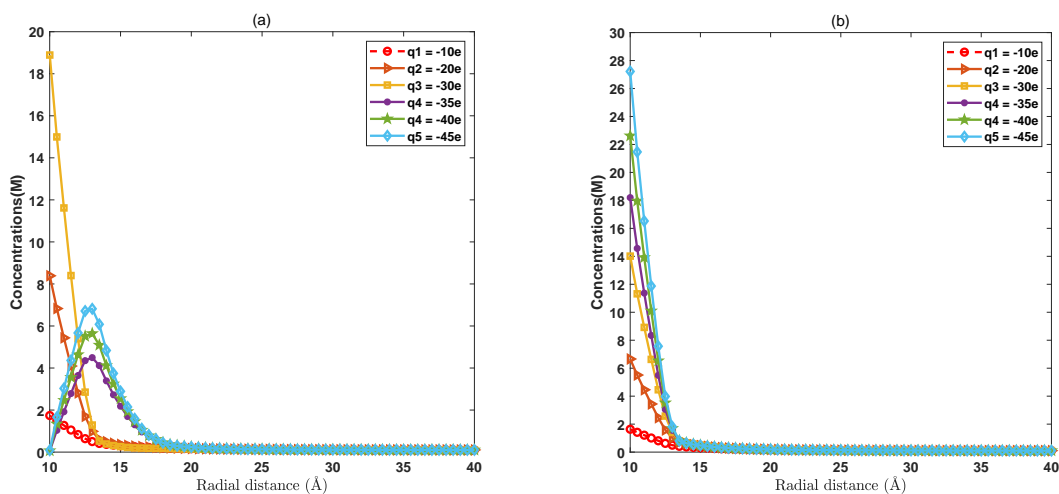 (a)
20
18
16
14
12
10
8
6
4
2
0
Concentrations(M)
10 15 20 25 30 35 40
Radial distance (Å)
q1 = -10e
q2 = -20e
q3 = -30e
q4 = -35e
q4 = -40e
q5 = -45e
(b)
30
28
26
24
22
20
18
16
14
12
10
8
6
4
2
0
Concentrations(M)
10 15 20 25 30 35 40
Radial distance (Å)
q1 = -10e
q2 = -20e
q3 = -30e
q4 = -35e
q4 = -40e
q5 = -45e